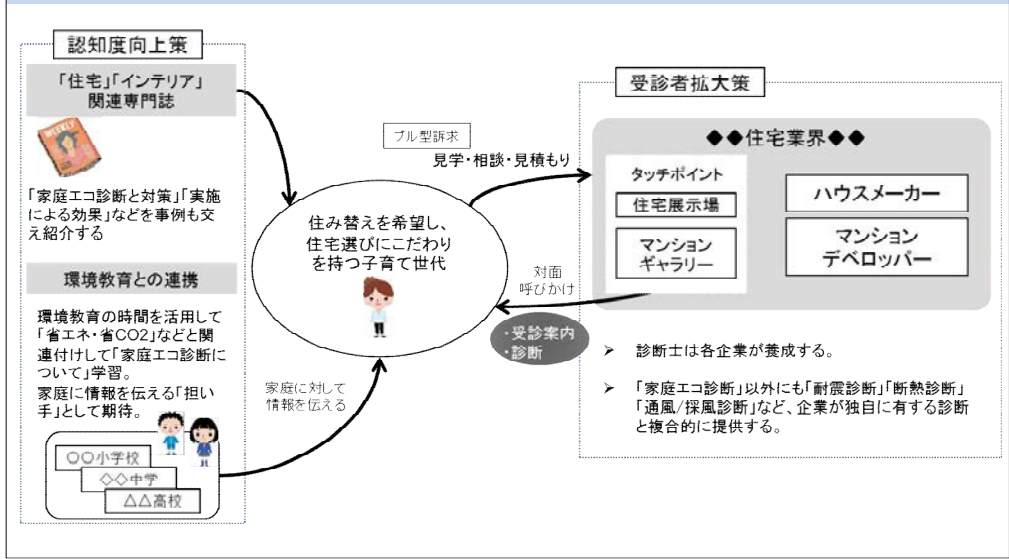 認知度向上策
「住宅」「インテリア」
関連専門誌
WEEKLY
「家庭エコ診断と対策」「実施
による効果」などを事例も交
え紹介する
環境教育との連携
環境教育の時間を活用して
「省エネ・省CO2」などと関
連付けして「家庭エコ診断に
ついて」学習。
家庭に情報を伝える「担い
手」として期待。
○○小学校
◇◇中学
△△高校
家庭に対して
情報を伝える
住み替えを希望し、
住宅選びにこだわり
を持つ子育て世代
プル型訴求
見学・相談・見積もり
対面
呼びかけ
・受診案内
・診断
受診者拡大策
◆◆住宅業界◆◆
タッチポイント
住宅展示場
マンション
ギャラリー
ハウスメーカー
マンション
デベロッパー
➢ 診断士は各企業が養成する。
➢ 「家庭エコ診断」以外にも「耐震診断」「断熱診断」
「通風/採風診断」など、企業が独自に有する診断
と複合的に提供する。